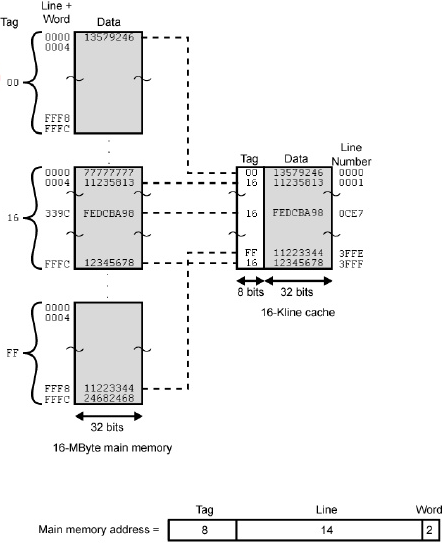 Tag
Line +
Word
Data
00
0000 13579246
0004
FFF8
FFFC
16
0000 77777777
0004 11235813
339C FEDCBA98
FFFC 12345678
FF
0000
0004
FFF8 11223344
FFFC 24682468
32 bits
16-MByte main memory
Tag Data Line
Number
00 13579246 0000
16 11235813 0001
16 FEDCBA98 0CE7
FF 11223344 3FFE
16 12345678 3FFF
8 bits 32 bits
16-Kline cache
Tag Line Word
Main memory address = 8 14 2